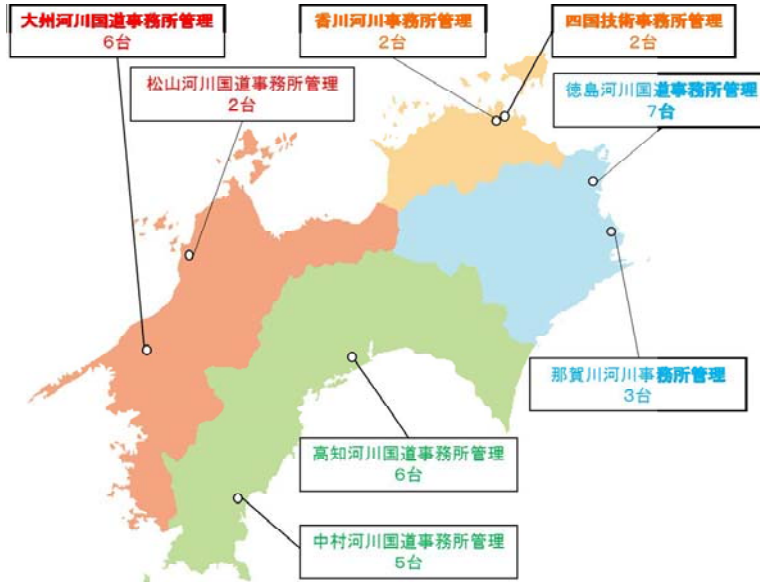 大州河川国道事務所管理
6台
香川河川事務所管理
2台
四国技術事務所管理
2台
松山河川国道事務所管理
2台
徳島河川国道事務所管理
7台
那賀川河川事務所管理
3台
高知河川国道事務所管理
6台
中村河川国道事務所管理
5台